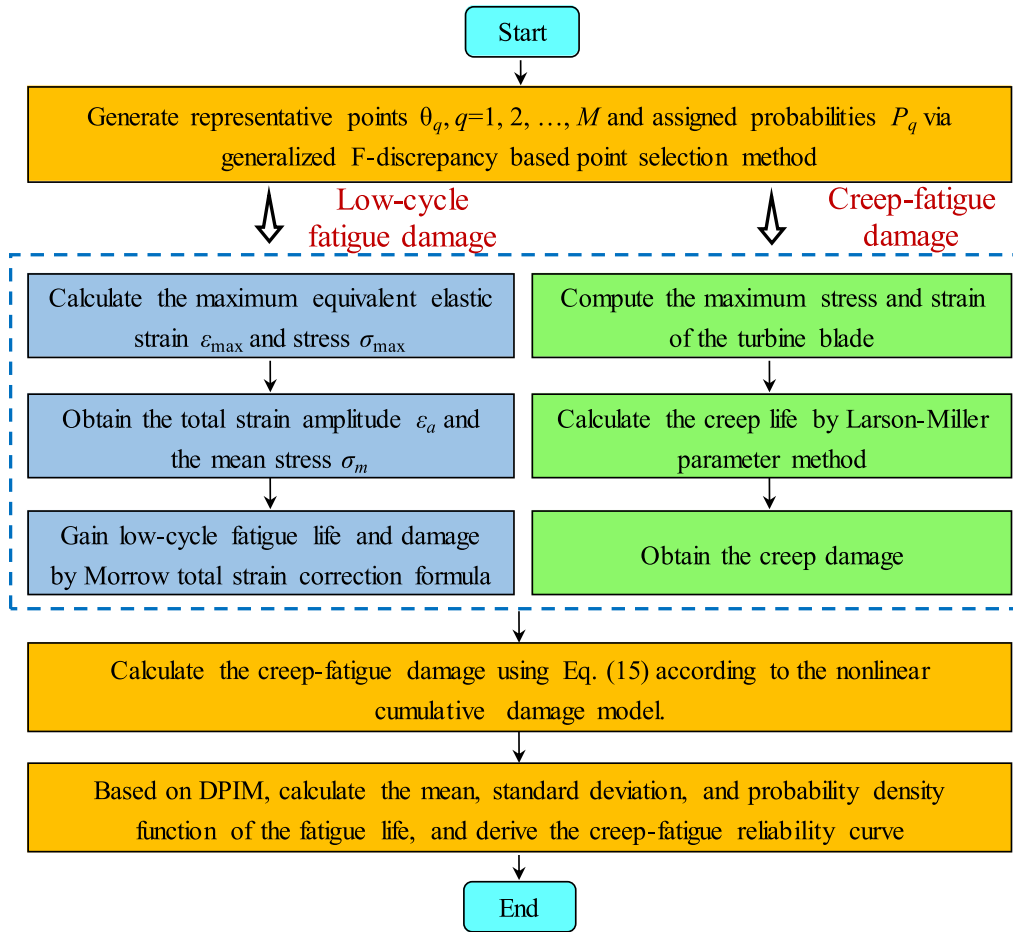 Start
Generate representative points θ_q, q=1, 2, …, M and assigned probabilities P_q via
generalized F-discrepancy based point selection method
Low-cycle
fatigue damage
Creep-fatigue
damage
Calculate the maximum equivalent elastic
strain ε_max and stress σ_max
Obtain the total strain amplitude ε_a and
the mean stress σ_m
Gain low-cycle fatigue life and damage
by Morrow total strain correction formula
Compute the maximum stress and strain
of the turbine blade
Calculate the creep life by Larson-Miller
parameter method
Obtain the creep damage
Calculate the creep-fatigue damage using Eq. (15) according to the nonlinear
cumulative damage model.
Based on DPIM, calculate the mean, standard deviation, and probability density
function of the fatigue life, and derive the creep-fatigue reliability curve
End